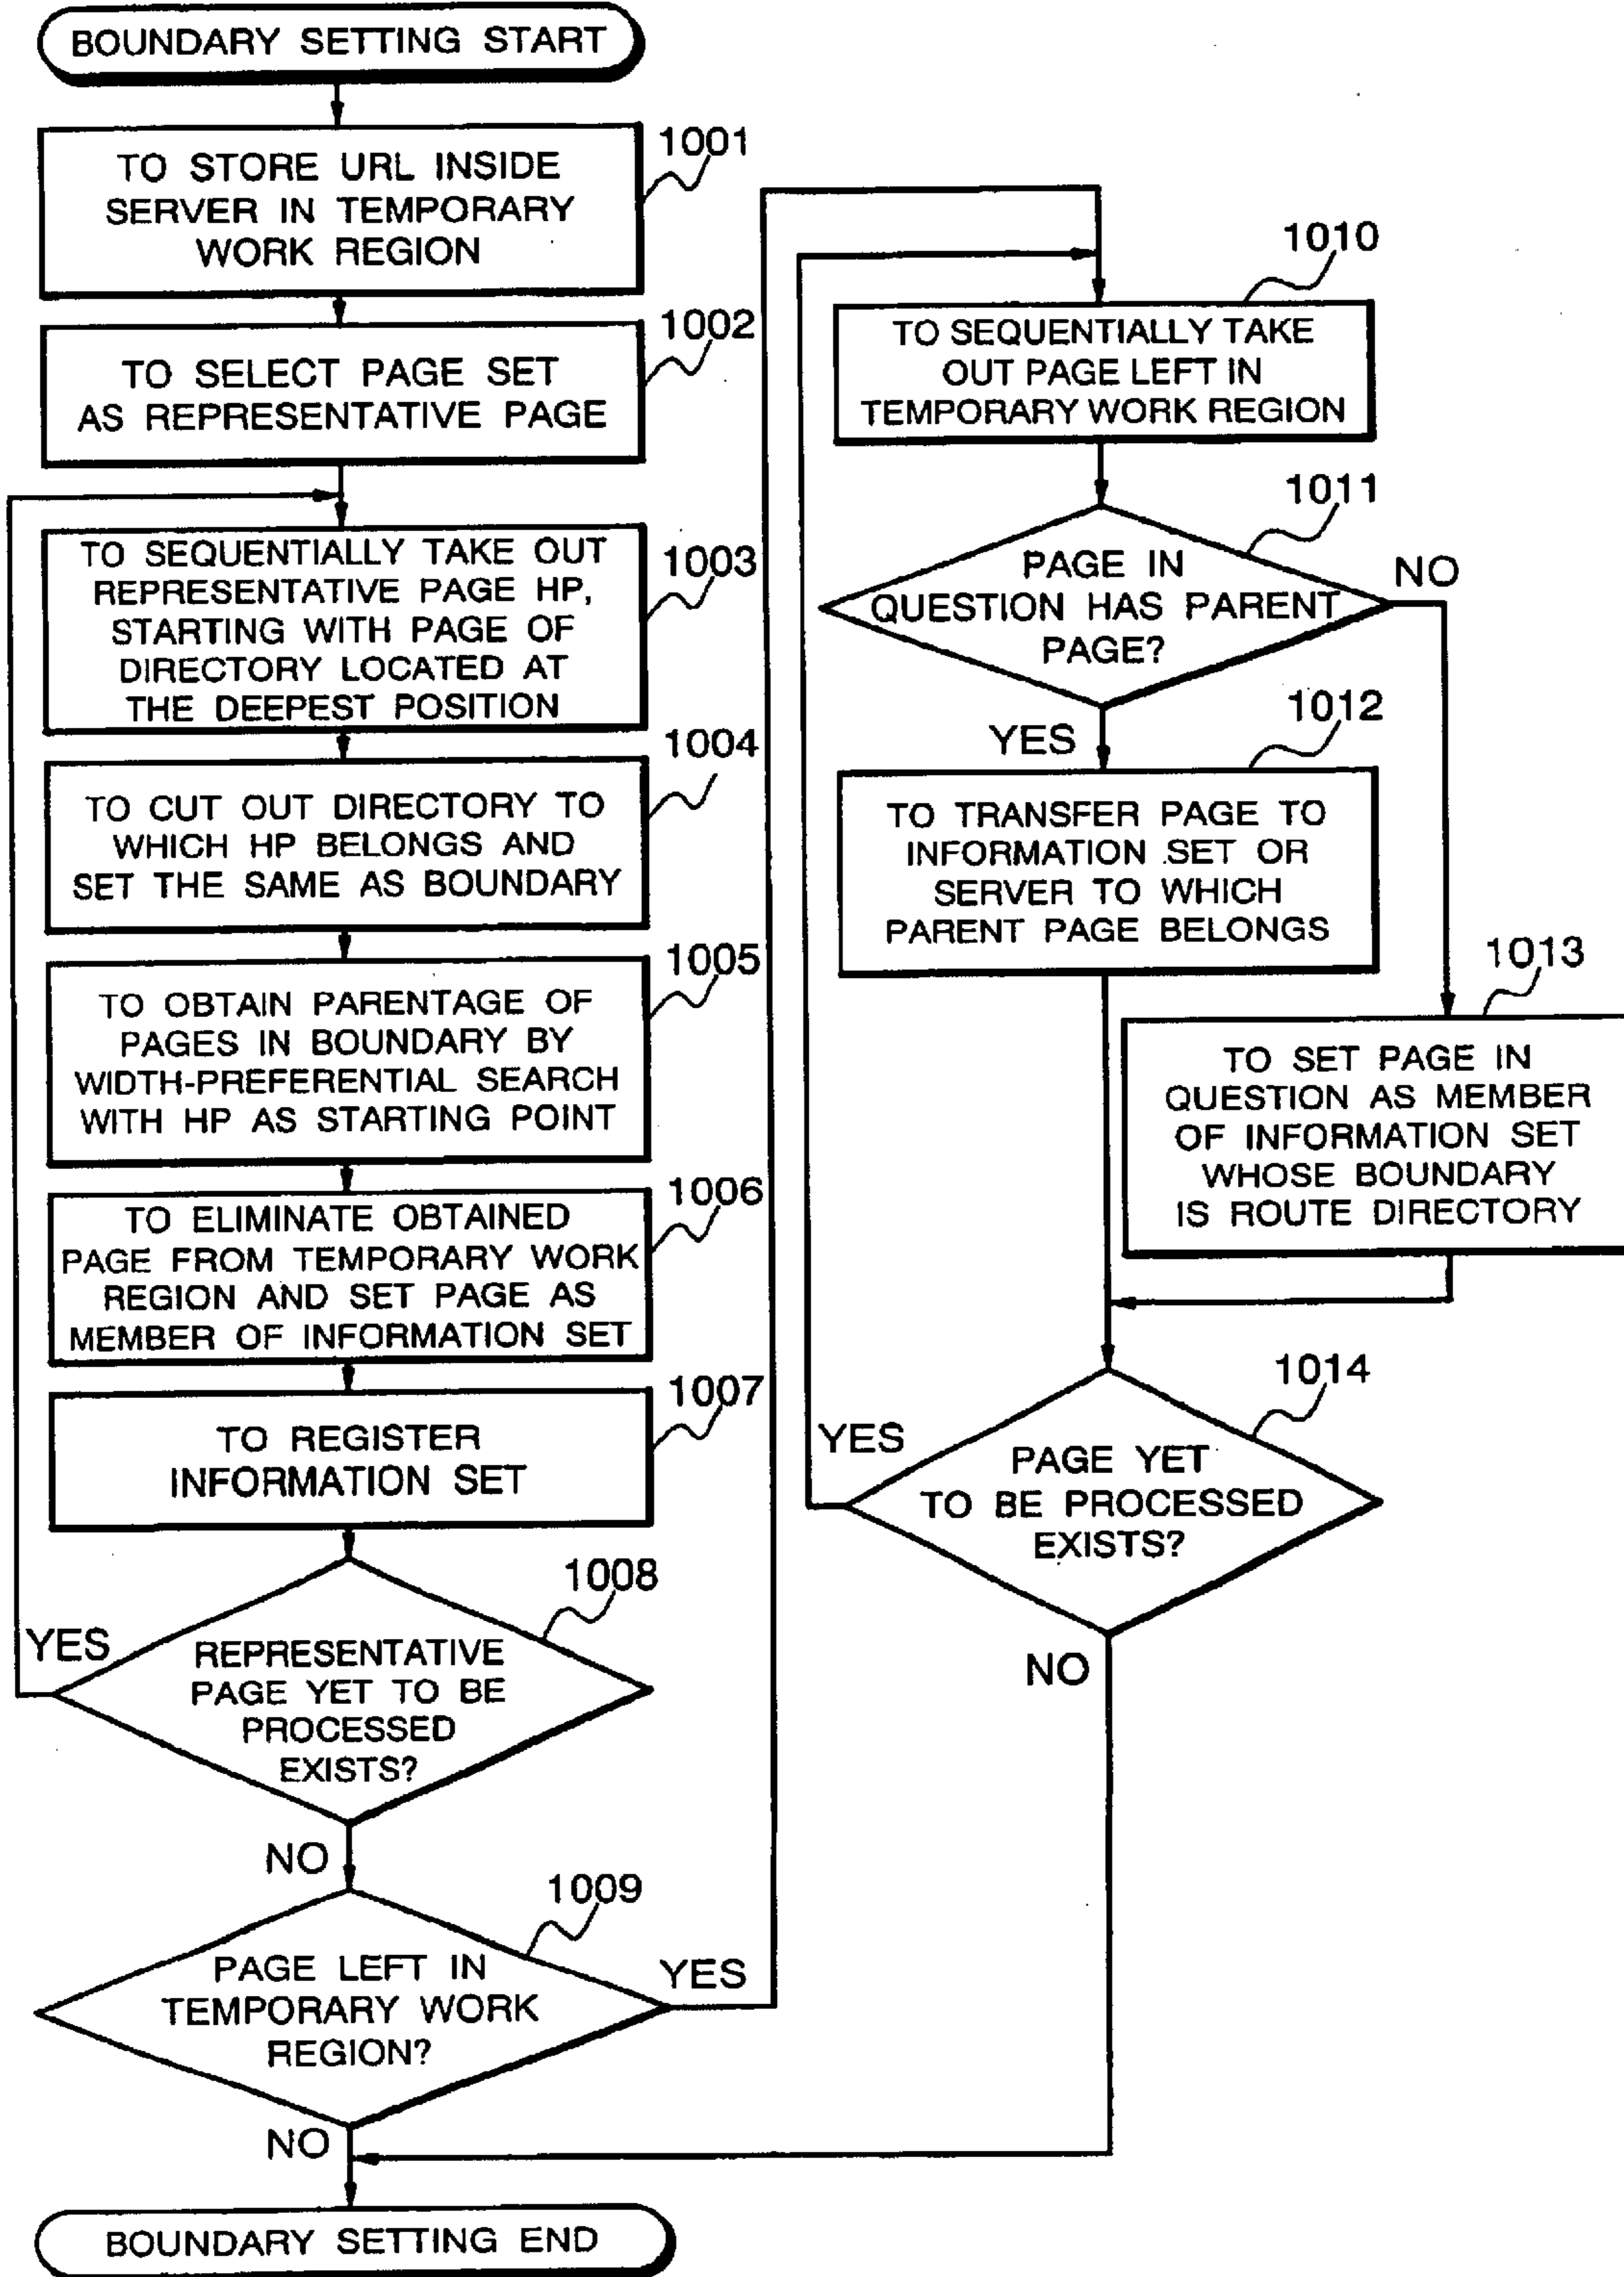 BOUNDARY SETTING START
1001
TO STORE URL INSIDE
SERVER IN TEMPORARY
WORK REGION
1002
TO SELECT PAGE SET
AS REPRESENTATIVE PAGE
1003
TO SEQUENTIALLY TAKE OUT
REPRESENTATIVE PAGE HP,
STARTING WITH PAGE OF
DIRECTORY LOCATED AT
THE DEEPEST POSITION
1004
TO CUT OUT DIRECTORY TO
WHICH HP BELONGS AND
SET THE SAME AS BOUNDARY
1005
TO OBTAIN PARENTAGE OF
PAGES IN BOUNDARY BY
WIDTH-PREFERENTIAL SEARCH
WITH HP AS STARTING POINT
1006
TO ELIMINATE OBTAINED
PAGE FROM TEMPORARY WORK
REGION AND SET PAGE AS
MEMBER OF INFORMATION SET
1007
TO REGISTER
INFORMATION SET
1008
YES
REPRESENTATIVE
PAGE YET TO BE
PROCESSED
EXISTS?
NO
1009
PAGE LEFT IN
TEMPORARY WORK
REGION?
YES
NO
BOUNDARY SETTING END
1010
TO SEQUENTIALLY TAKE
OUT PAGE LEFT IN
TEMPORARY WORK REGION
1011
PAGE IN
QUESTION HAS PARENT
PAGE?
NO
YES
1012
TO TRANSFER PAGE TO
INFORMATION SET OR
SERVER TO WHICH
PARENT PAGE BELONGS
1013
TO SET PAGE IN
QUESTION AS MEMBER
OF INFORMATION SET
WHOSE BOUNDARY
IS ROUTE DIRECTORY
1014
YES
PAGE YET
TO BE PROCESSED
EXISTS?
NO